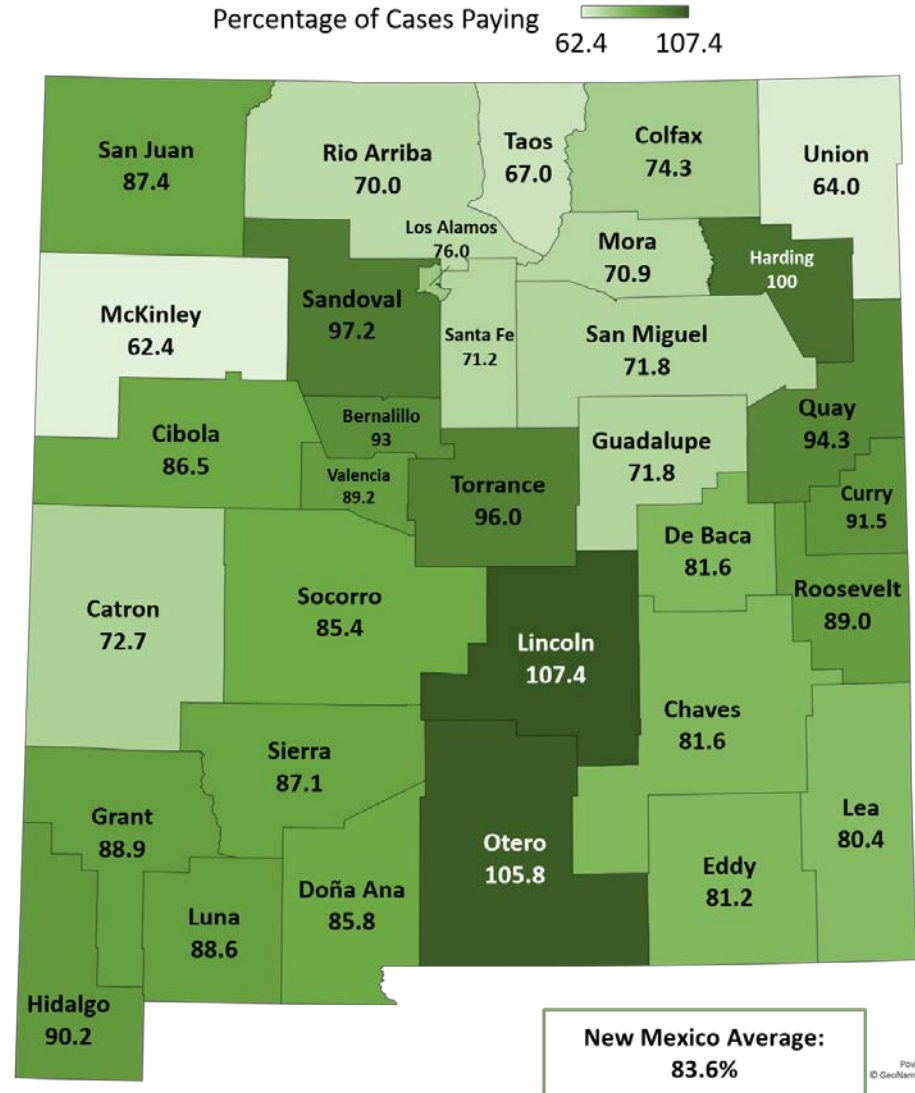 Percentage of Cases Paying
62.4 107.4
San Juan
87.4
Rio Arriba
70.0
Taos
67.0
Colfax
74.3
Union
64.0
Los Alamos
76.0
Mora
70.9
Harding
100
McKinley
62.4
Sandoval
97.2
Santa Fe
71.2
San Miguel
71.8
Quay
94.3
Cibola
86.5
Bernalillo
93
Valencia
89.2
Torrance
96.0
Guadalupe
71.8
Curry
91.5
De Baca
81.6
Roosevelt
89.0
Catron
72.7
Socorro
85.4
Lincoln
107.4
Chaves
81.6
Sierra
87.1
Grant
88.9
Otero
105.8
Lea
80.4
Eddy
81.2
Doña Ana
85.8
Luna
88.6
Hidalgo
90.2
New Mexico Average:
83.6%
Pow
© GeoNam